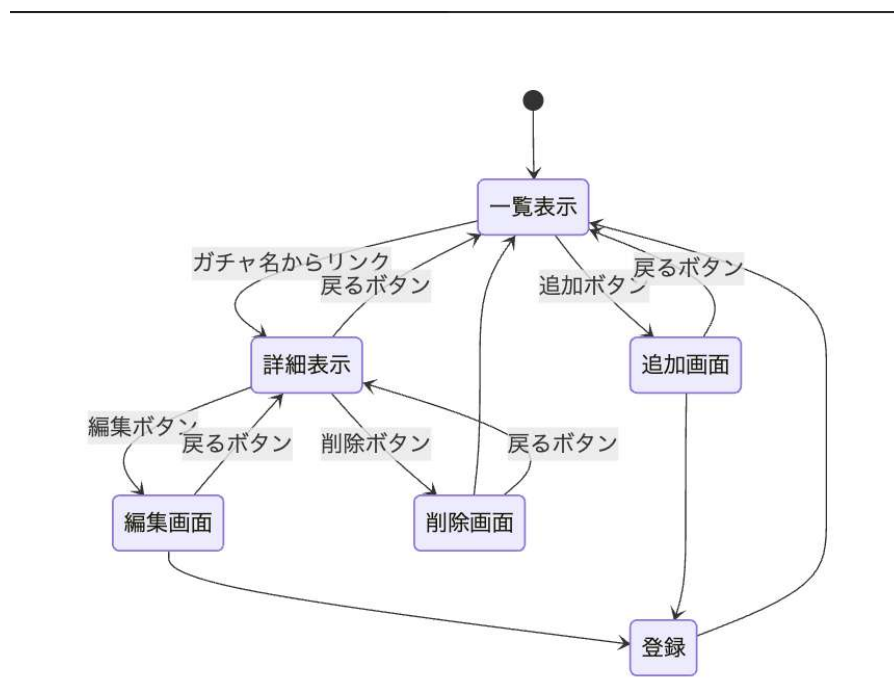 一覧表示
ガチャ名からリンク
戻るボタン
追加ボタン
戻るボタン
詳細表示
追加画面
編集ボタン
戻るボタン
削除ボタン
戻るボタン
編集画面
削除画面
登録